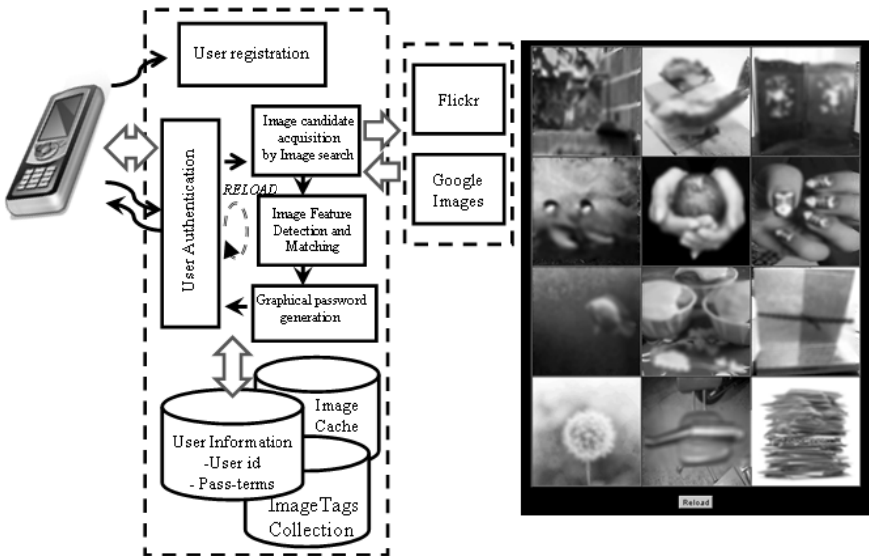 User registration
User Authentication
Image candidate
acquisition
by Image search
RELOAD
Image Feature
Detection and
Matching
Graphical password
generation
Flickr
Google
Images
Image
Cache
User Information
-User id
- Pass-terms
ImageTags
Collection
Reload